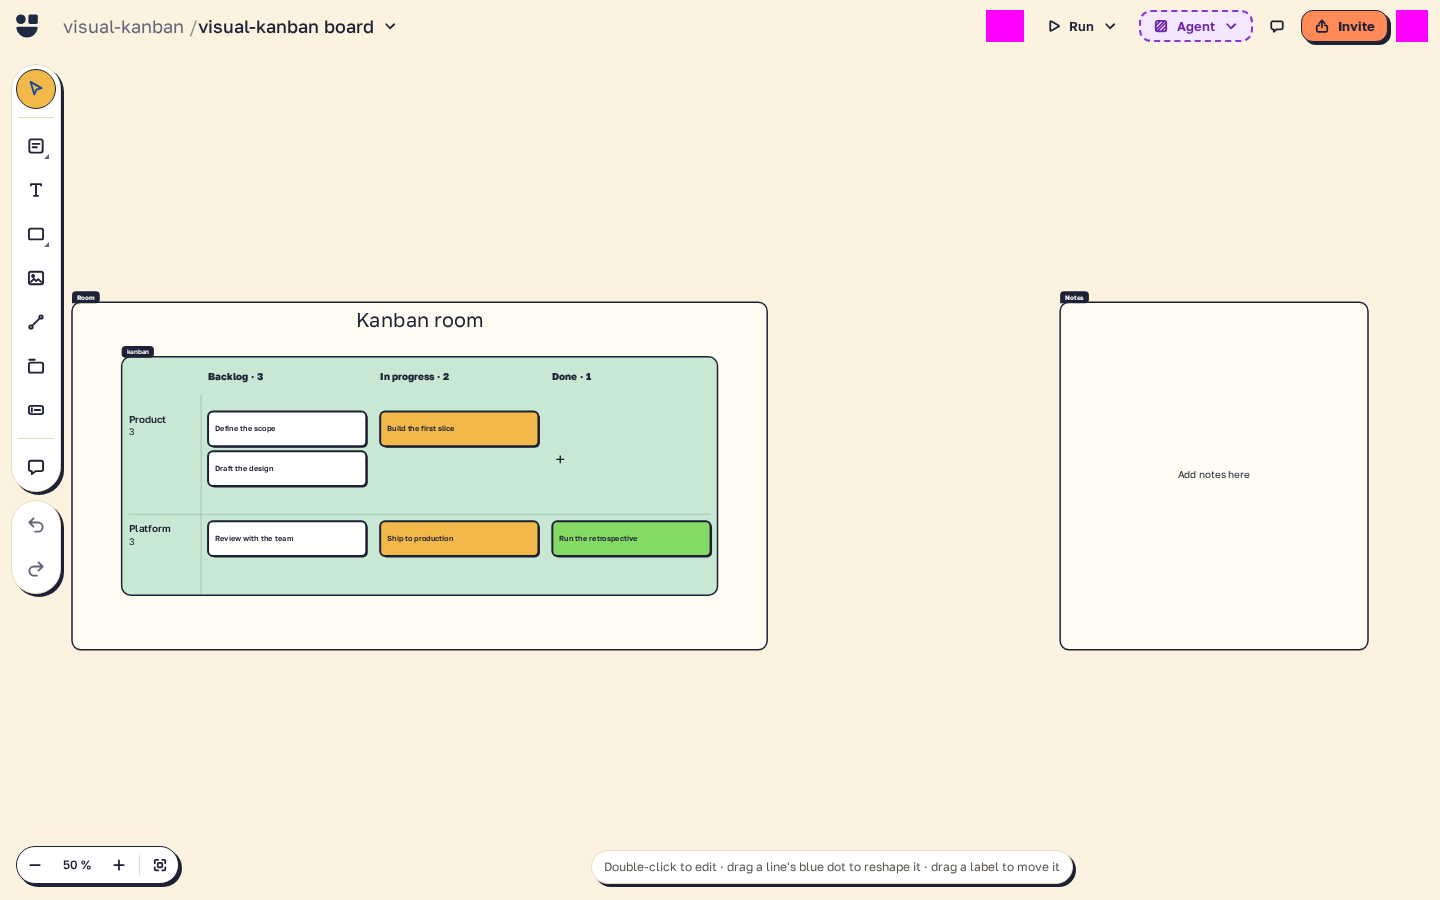 visual-kanban / visual-kanban board
Run
Agent
Invite
Room
Kanban room
kanban
Backlog · 3
In progress · 2
Done · 1
Product
3
Define the scope
Build the first slice
Draft the design
+
Platform
3
Review with the team
Ship to production
Run the retrospective
Notes
Add notes here
50 %
Double-click to edit · drag a line's blue dot to reshape it · drag a label to move it